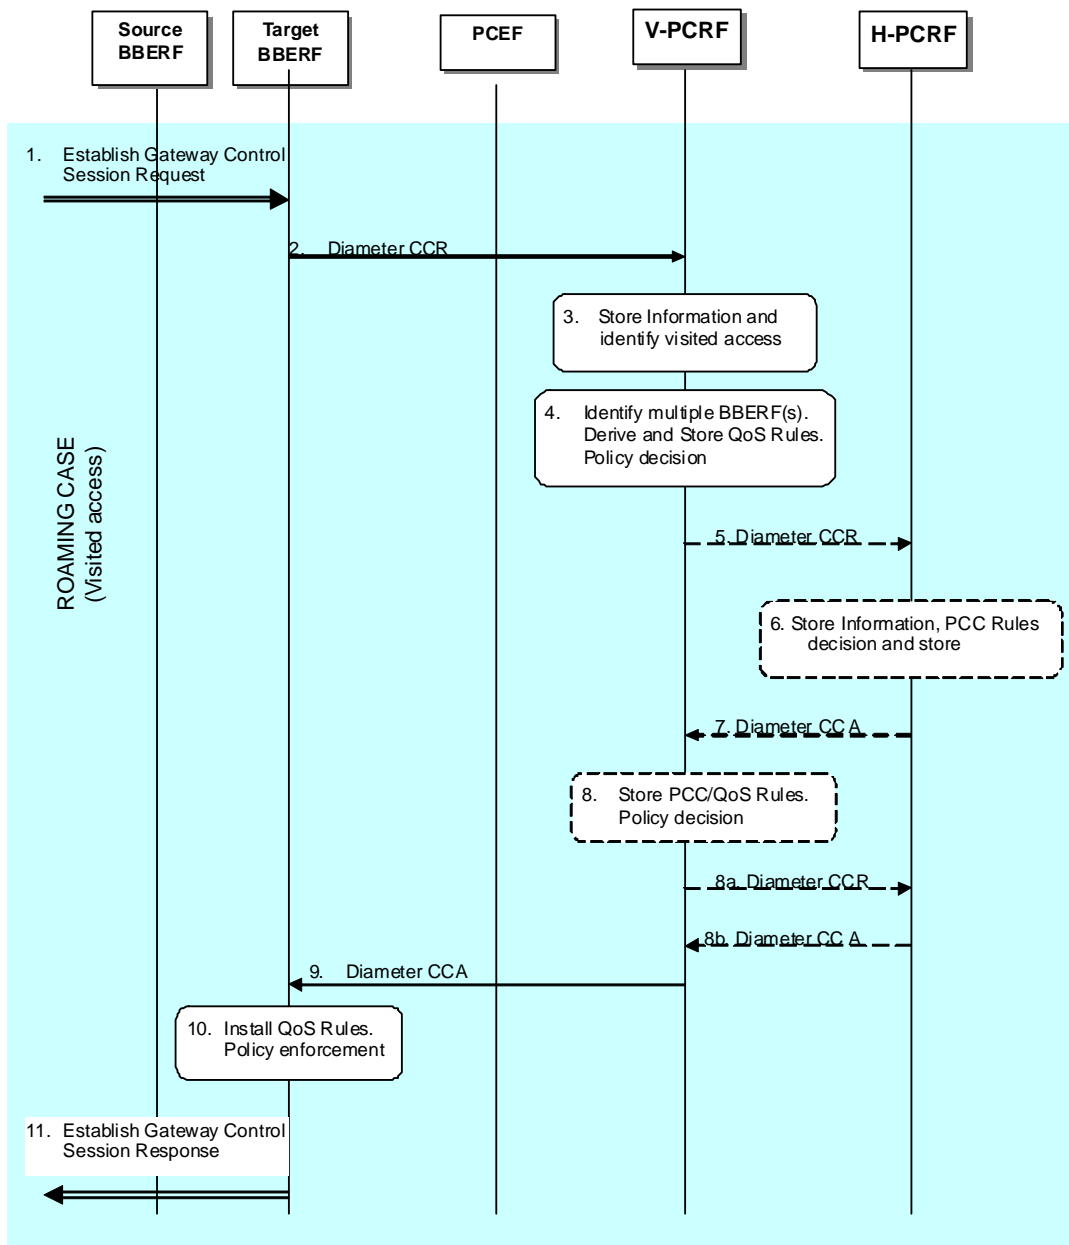 Source
BBERF
Target
BBERF
PCEF
V-PCRF
H-PCRF
1. Establish Gateway Control
Session Request
2. Diameter CCR
3. Store Information and
identify visited access
4. Identify multiple BBERF(s).
Derive and Store QoS Rules.
Policy decision
ROAMING CASE
(Visited access)
5. Diameter CCR
6. Store Information, PCC Rules
decision and store
7. Diameter CCA
8. Store PCC/QoS Rules.
Policy decision
8a. Diameter CCR
8b. Diameter CCA
9. Diameter CCA
10. Install QoS Rules.
Policy enforcement
11. Establish Gateway Control
Session Response